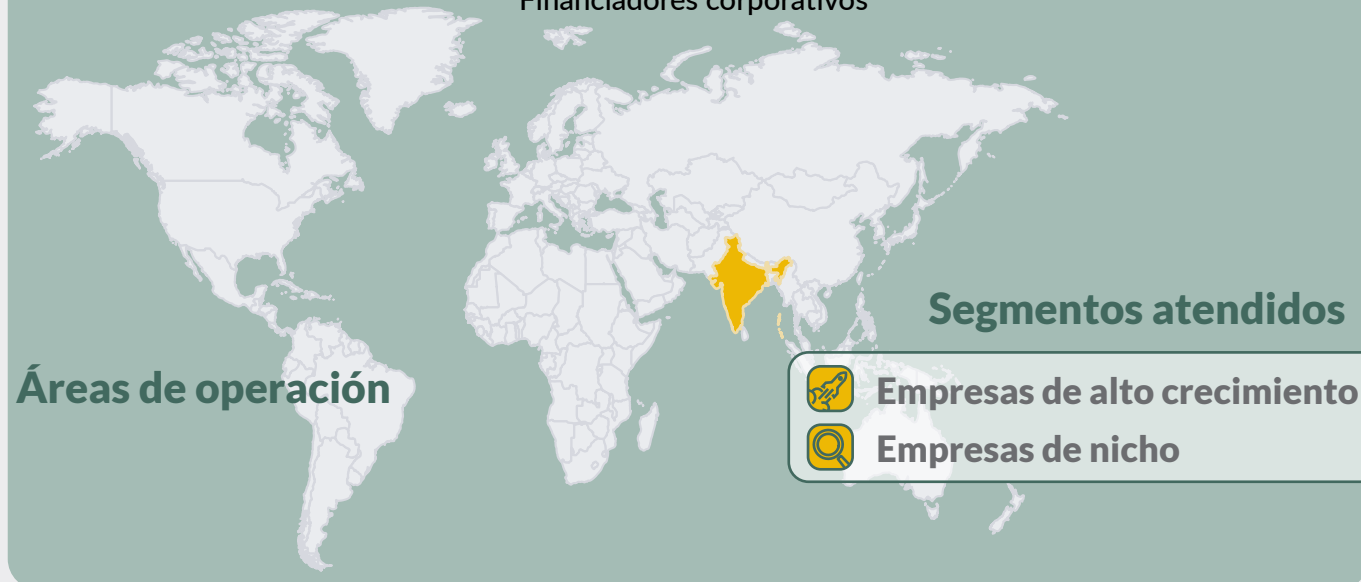 Financiadores corporativos
Segmentos atendidos
Áreas de operación
Empresas de alto crecimiento
Empresas de nicho